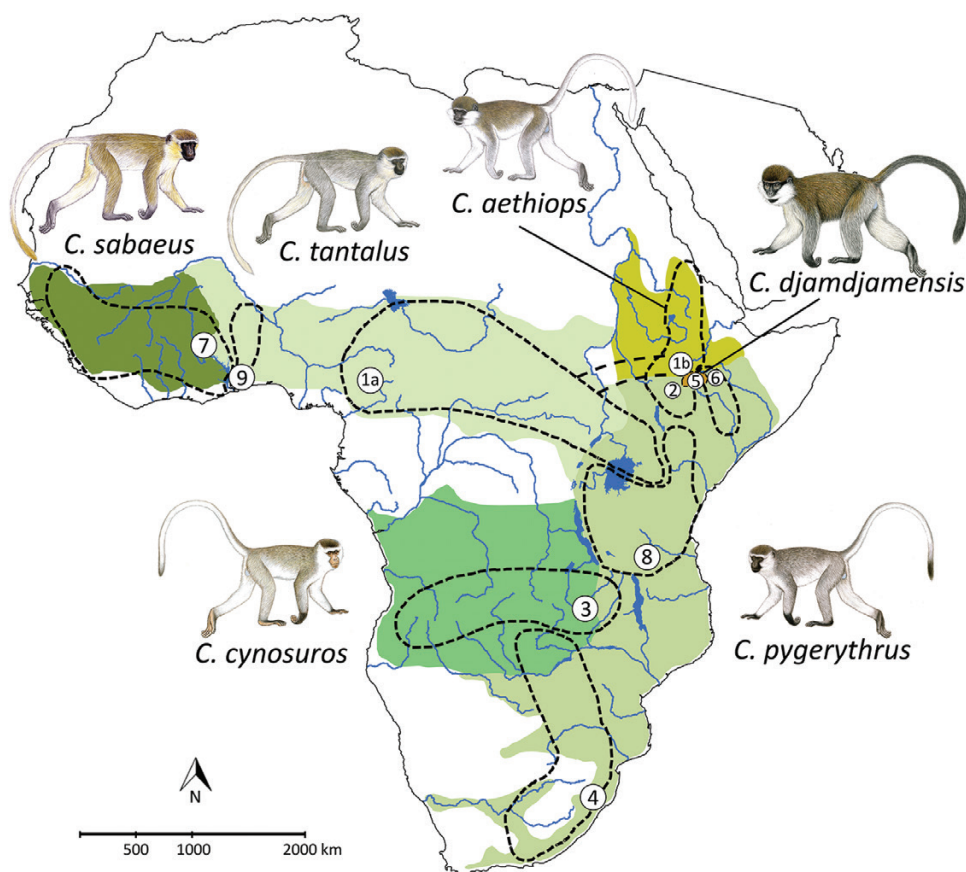 C. aethiops
C. sabaeus
C. tantalus
C. djamdjamensis
7
9
1a
1b
2
5
6
8
3
C. cynosuros
C. pygerythrus
4
N
500 1000 2000 km